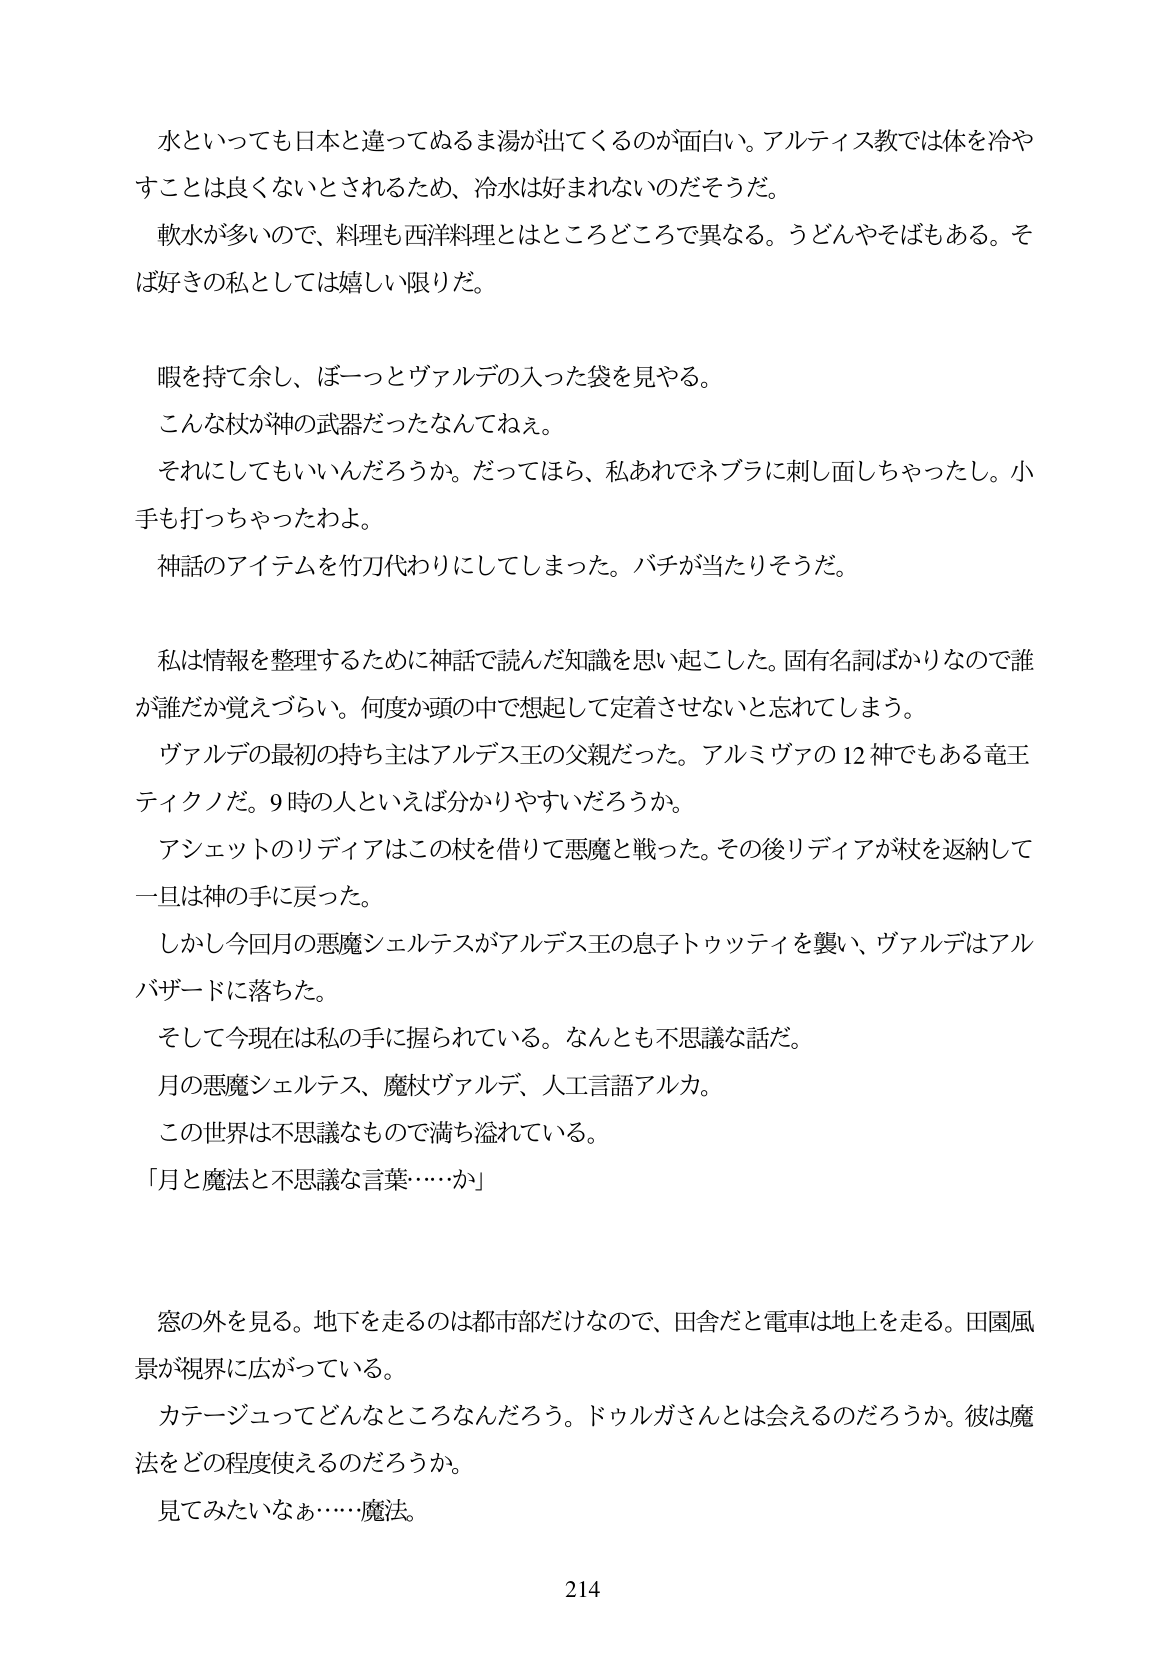 水といっても日本と違ってぬるま湯が出てくるのが面白い。アルティス教では体を冷や
すことは良くないとされるため、冷水は好まれないのだそうだ。
軟水が多いので、料理も西洋料理とはところどころで異なる。うどんやそばもある。そ
ば好きの私としては嬉しい限りだ。
暇を持て余し、ぼーっとヴァルデの入った袋を見やる。
こんな杖が神の武器だったなんてねぇ。
それにしてもいいんだろうか。だってほら、私あれでネブラに刺し面しちゃったし。小
手も打っちゃったわよ。
神話のアイテムを竹刀代わりにしてしまった。バチが当たりそうだ。
私は情報を整理するために神話で読んだ知識を思い起こした。固有名詞ばかりなので誰
が誰だか覚えづらい。何度か頭の中で想起して定着させないと忘れてしまう。
ヴァルデの最初の持ち主はアルデス王の父親だった。アルミヴァの 12 神でもある竜王
ティクノだ。9 時の人といえば分かりやすいだろうか。
アシェットのリディアはこの杖を借りて悪魔と戦った。その後リディアが杖を返納して
一旦は神の手に戻った。
しかし今回月の悪魔シェルテスがアルデス王の息子トゥッティを襲い、ヴァルデはアル
バザードに落ちた。
そして今現在は私の手に握られている。なんとも不思議な話だ。
月の悪魔シェルテス、魔杖ヴァルデ、人工言語アルカ。
この世界は不思議なもので満ち溢れている。
「月と魔法と不思議な言葉……か」
窓の外を見る。地下を走るのは都市部だけなので、田舎だと電車は地上を走る。田園風
景が視界に広がっている。
カテージュってどんなところなんだろう。ドゥルガさんとは会えるのだろうか。彼は魔
法をどの程度使えるのだろうか。
見てみたいなぁ……魔法。
214